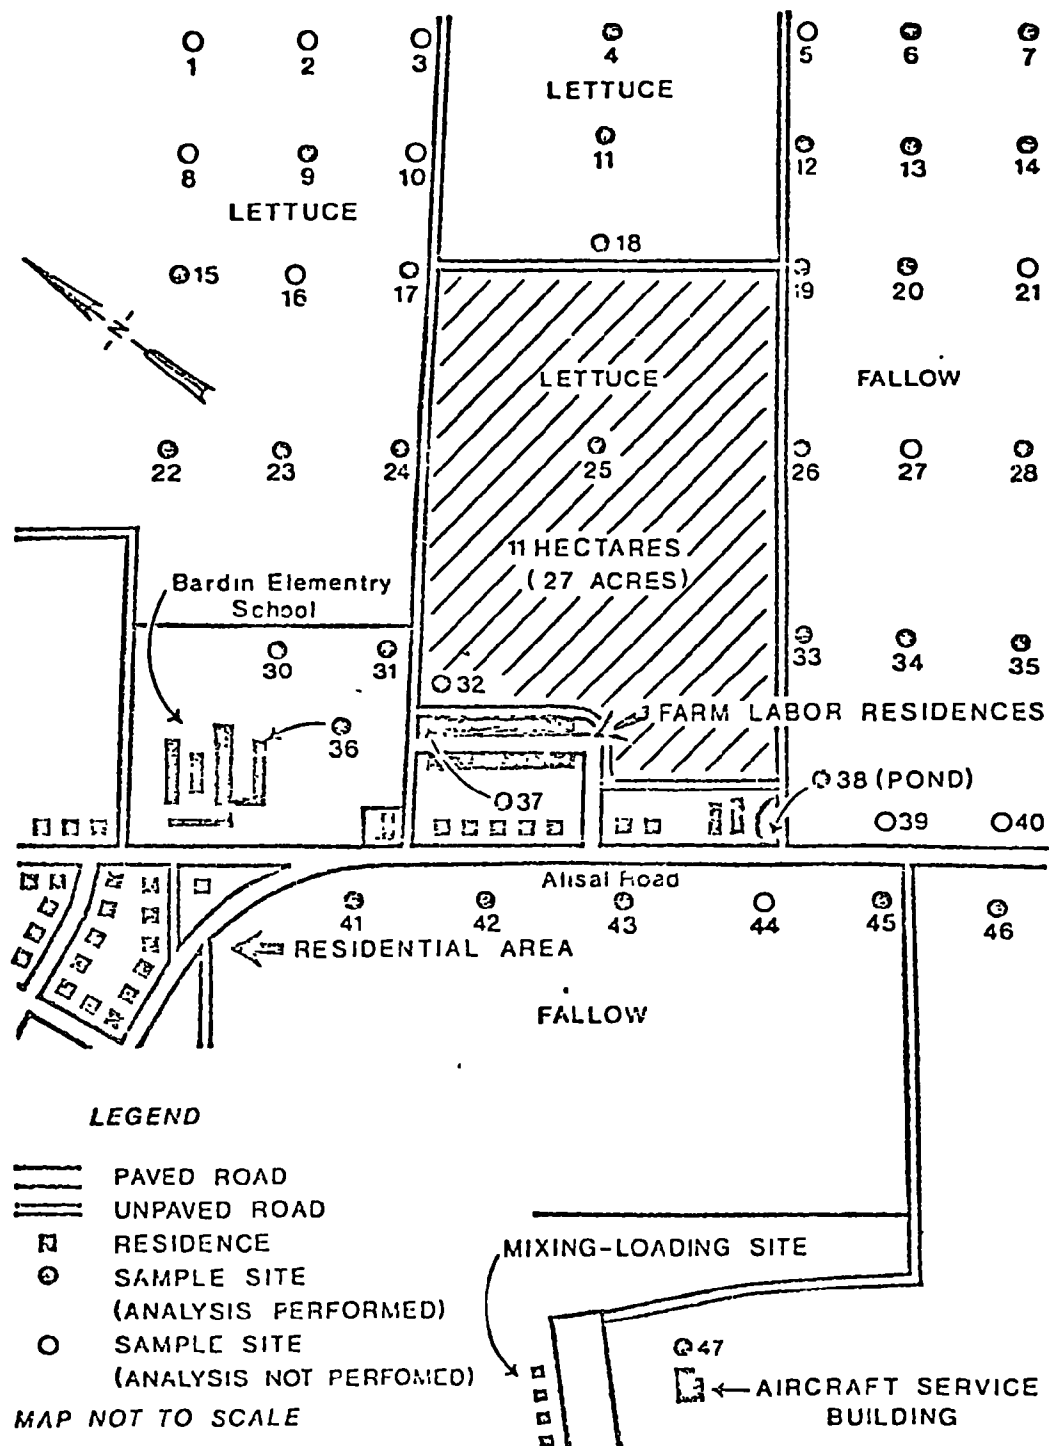 1 2 3 4 5 6 7
LETTUCE
8 9 10 11 12 13 14
LETTUCE
18
15 16 17 19 20 21
N
LETTUCE
FALLOW
22 23 24 25 26 27 28
11 HECTARES
(27 ACRES)
Bardin Elementry
School
30 31 32 33 34 35
FARM LABOR RESIDENCES
36
37
38 (POND)
39 40
Alisal Road
41 42 43 44 45 46
RESIDENTIAL AREA
FALLOW
LEGEND
PAVED ROAD
UNPAVED ROAD
RESIDENCE
SAMPLE SITE
(ANALYSIS PERFORMED)
SAMPLE SITE
(ANALYSIS NOT PERFOMED)
MAP NOT TO SCALE
MIXING-LOADING SITE
47
AIRCRAFT SERVICE
BUILDING